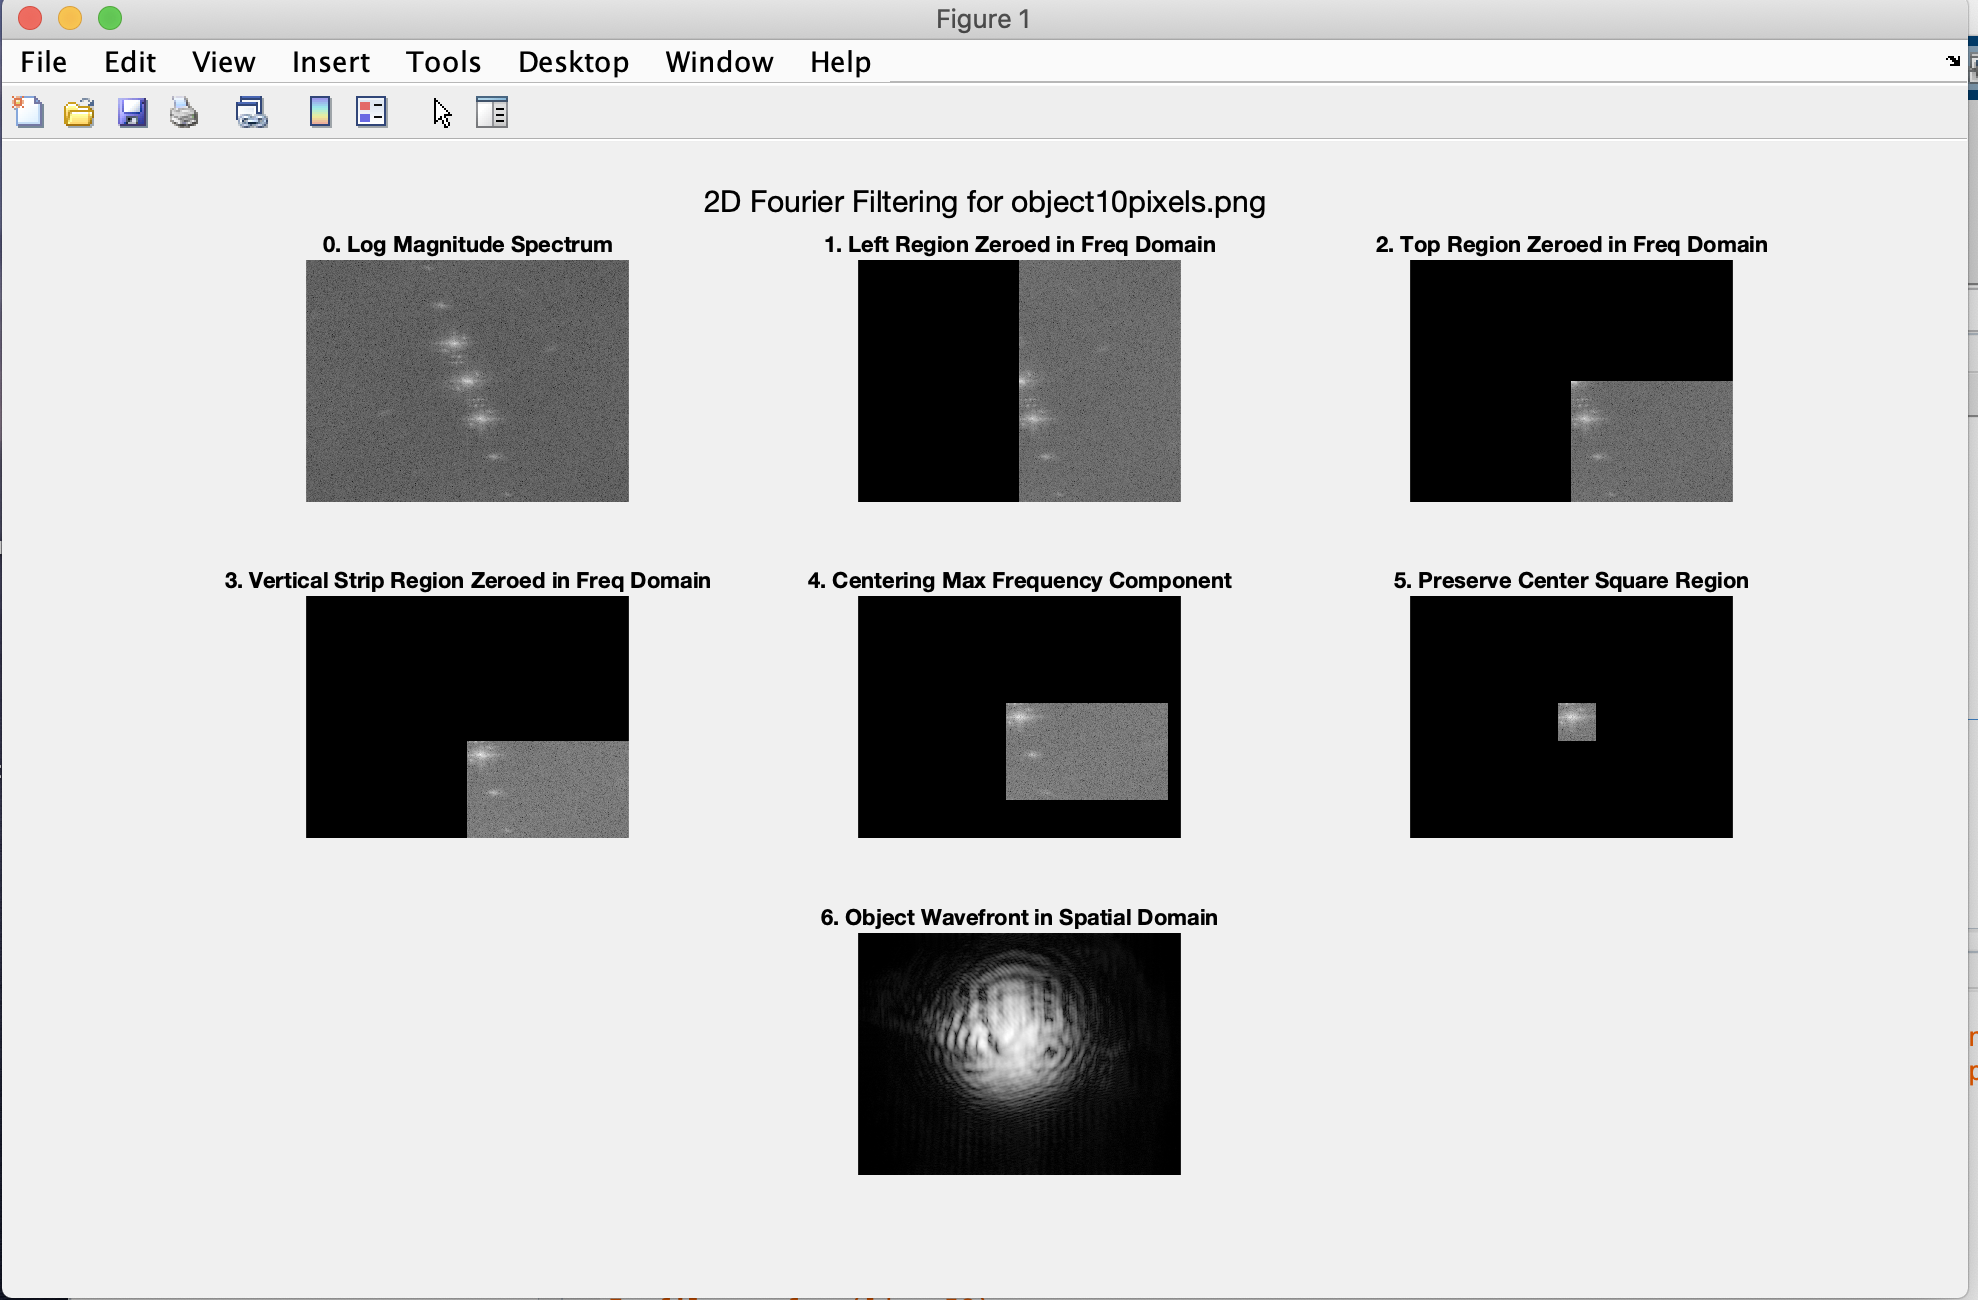 Figure 1
File Edit View Insert Tools Desktop Window Help
2D Fourier Filtering for object10pixels.png
0. Log Magnitude Spectrum
1. Left Region Zeroed in Freq Domain
2. Top Region Zeroed in Freq Domain
3. Vertical Strip Region Zeroed in Freq Domain
4. Centering Max Frequency Component
5. Preserve Center Square Region
6. Object Wavefront in Spatial Domain